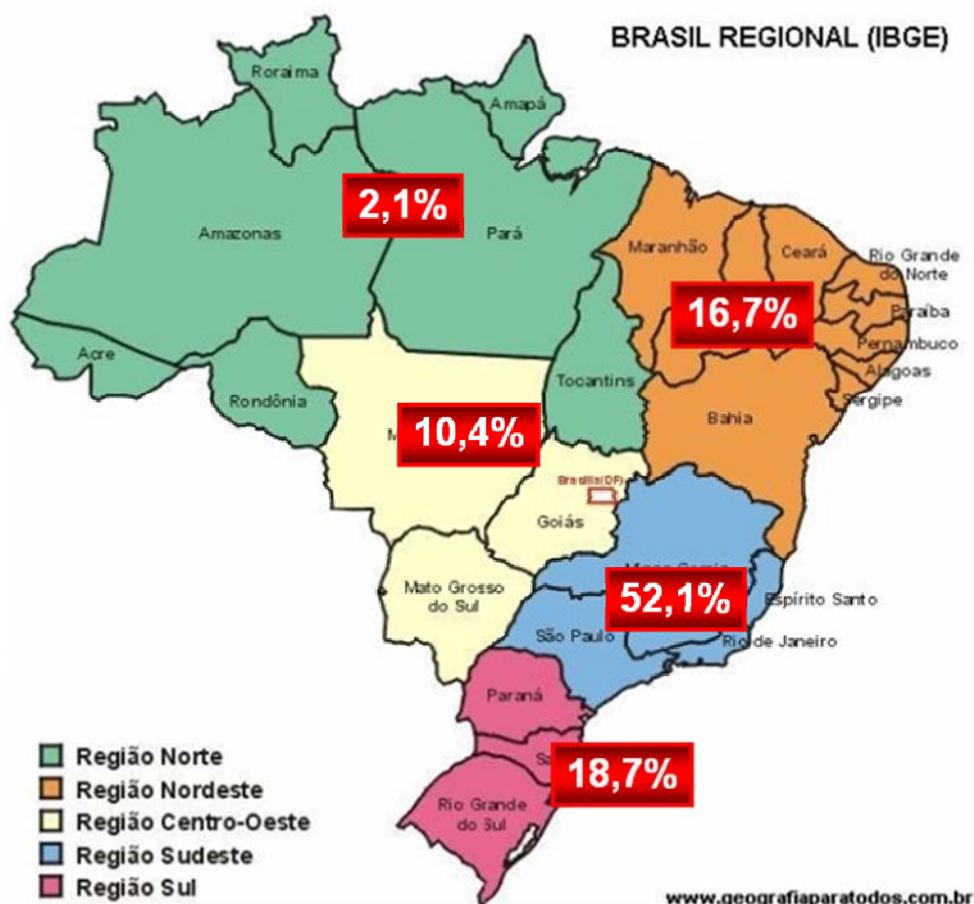 BRASIL REGIONAL (IBGE)
Roraima
Amapá
2,1%
Amazonas
Pará
Maranhão
Ceará
Rio Grande
do Norte
16,7%
Paraíba
Pernambuco
Acre
Alagoas
Tocantins
Rondônia
Sergipe
10,4%
Bahia
Brasília(DF)
Goiás
Mato Grosso
do Sul
52,1%
Espírito Santo
São Paulo
Rio de Janeiro
Paraná
18,7%
Rio Grande
do Sul
Região Norte
Região Nordeste
Região Centro-Oeste
Região Sudeste
Região Sul
www.geografiaparatodos.com.br